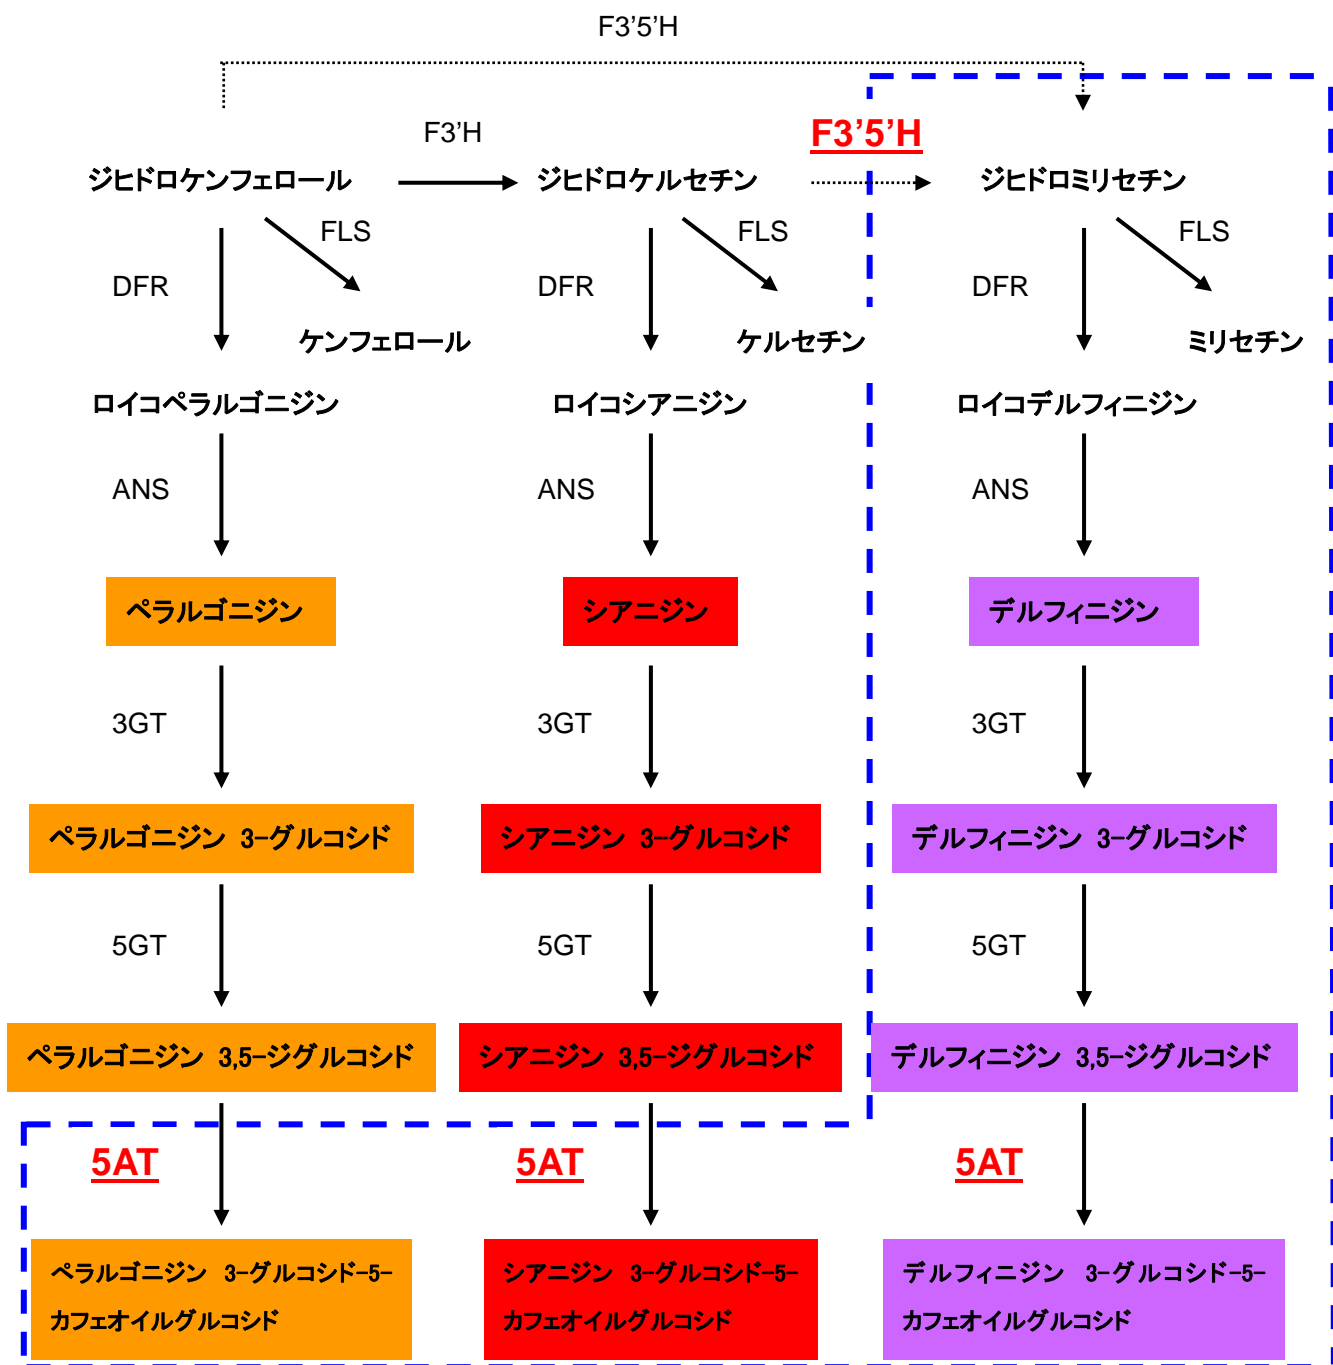 F3’5’H
F3’H
F3’5’H
ジヒドロケンフェロール
ジヒドロケルセチン
ジヒドロミリセチン
FLS
FLS
FLS
DFR
DFR
DFR
ケンフェロール
ケルセチン
ミリセチン
ロイコペラルゴニジン
ロイコシアニジン
ロイコデルフィニジン
ANS
ANS
ANS
ペラルゴニジン
シアニジン
デルフィニジン
3GT
3GT
3GT
ペラルゴニジン 3-グルコシド
シアニジン 3-グルコシド
デルフィニジン 3-グルコシド
5GT
5GT
5GT
ペラルゴニジン 3,5-ジグルコシド
シアニジン 3,5-ジグルコシド
デルフィニジン 3,5-ジグルコシド
5AT
5AT
5AT
ペラルゴニジン 3-グルコシド-5-
カフェオイルグルコシド
シアニジン 3-グルコシド-5-
カフェオイルグルコシド
デルフィニジン 3-グルコシド-5-
カフェオイルグルコシド